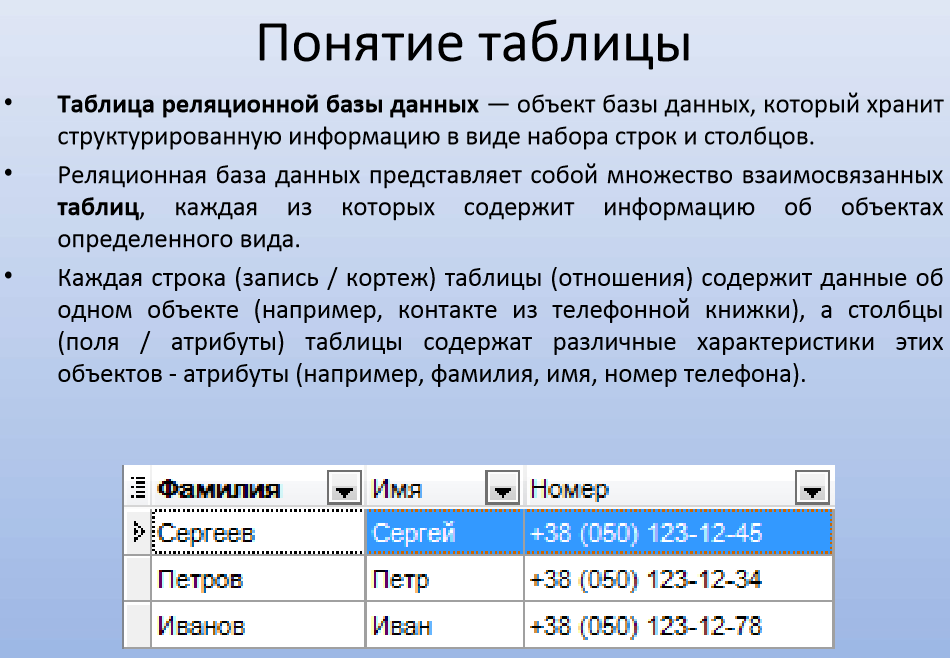 Понятие таблицы
• Таблица реляционной базы данных — объект базы данных, который хранит
структурированную информацию в виде набора строк и столбцов.
• Реляционная база данных представляет собой множество взаимосвязанных
таблиц, каждая из которых содержит информацию об объектах
определенного вида.
• Каждая строка (запись / кортеж) таблицы (отношения) содержит данные об
одном объекте (например, контакте из телефонной книжки), а столбцы
(поля / атрибуты) таблицы содержат различные характеристики этих
объектов - атрибуты (например, фамилия, имя, номер телефона).
Фамилия Имя Номер
Сергеев Сергей +38 (050) 123-12-45
Петров Петр +38 (050) 123-12-34
Иванов Иван +38 (050) 123-12-78